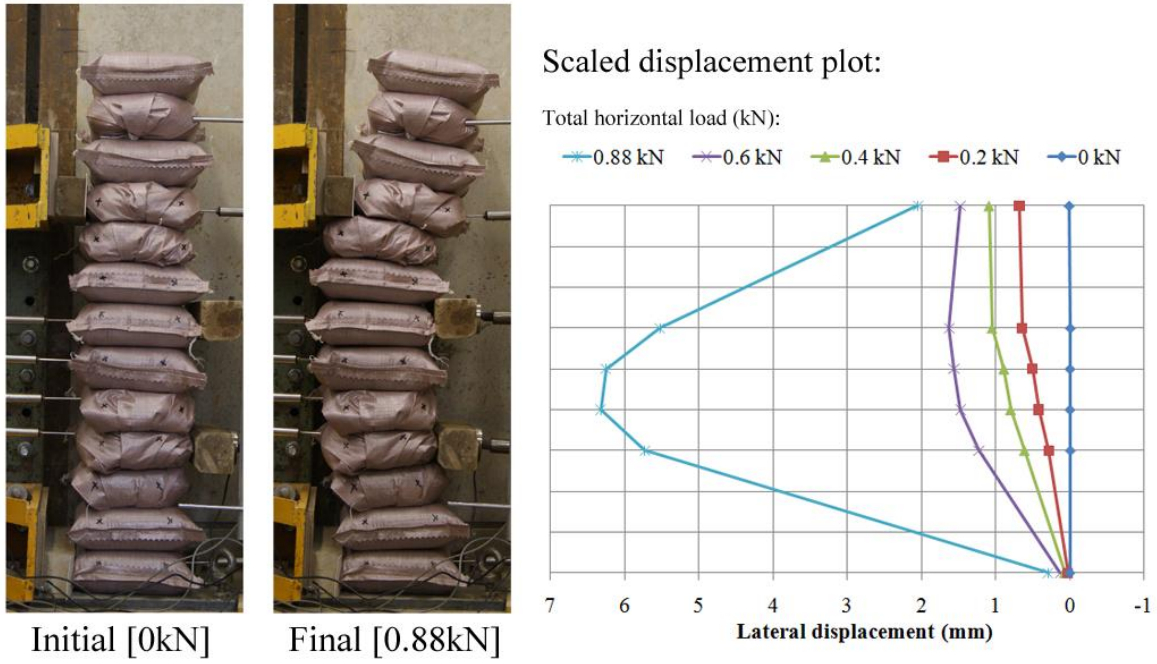 Initial [0kN]
Final [0.88kN]
Scaled displacement plot:
Total horizontal load (kN):
0.88 kN 0.6 kN 0.4 kN 0.2 kN 0 kN
7 6 5 4 3 2 1 0 -1
Lateral displacement (mm)